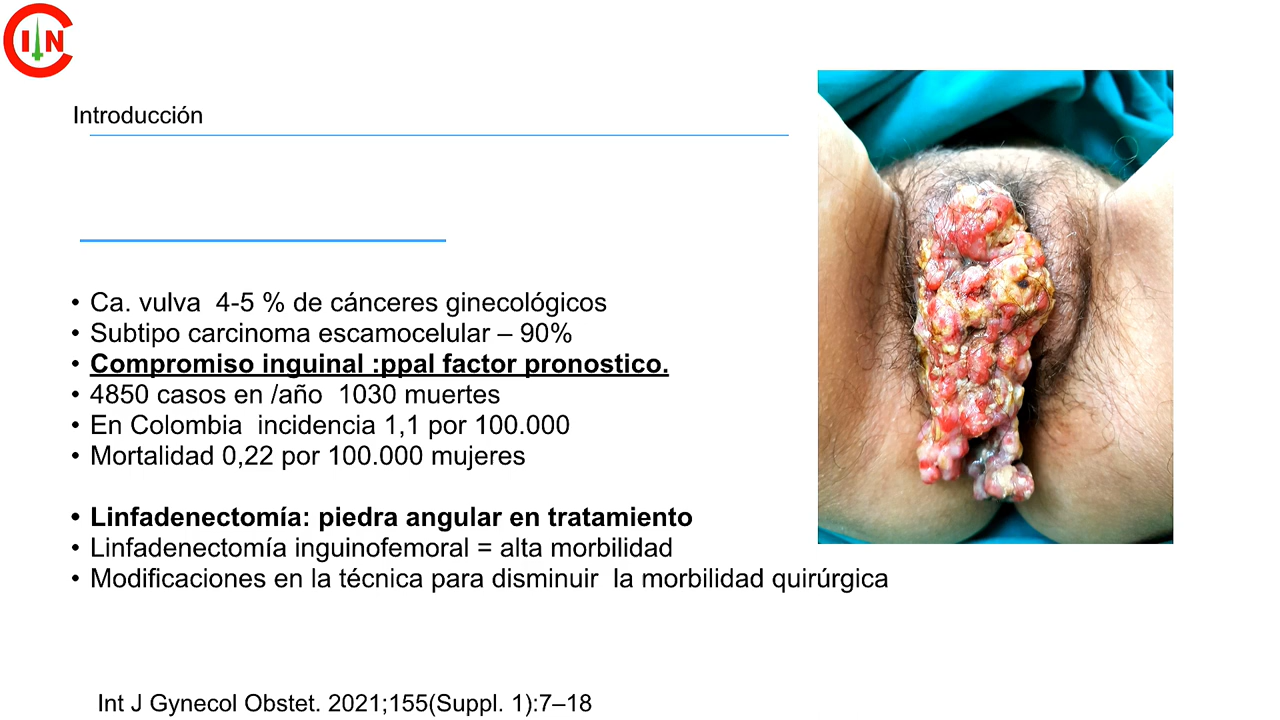 CIN
Introducción
• Ca. vulva 4-5 % de cánceres ginecológicos
• Subtipo carcinoma escamocelular – 90%
• Compromiso inguinal :ppal factor pronostico.
• 4850 casos en /año 1030 muertes
• En Colombia incidencia 1,1 por 100.000
• Mortalidad 0,22 por 100.000 mujeres
• Linfadenectomía: piedra angular en tratamiento
• Linfadenectomía inguinofemoral = alta morbilidad
• Modificaciones en la técnica para disminuir la morbilidad quirúrgica
Int J Gynecol Obstet. 2021;155(Suppl. 1):7–18